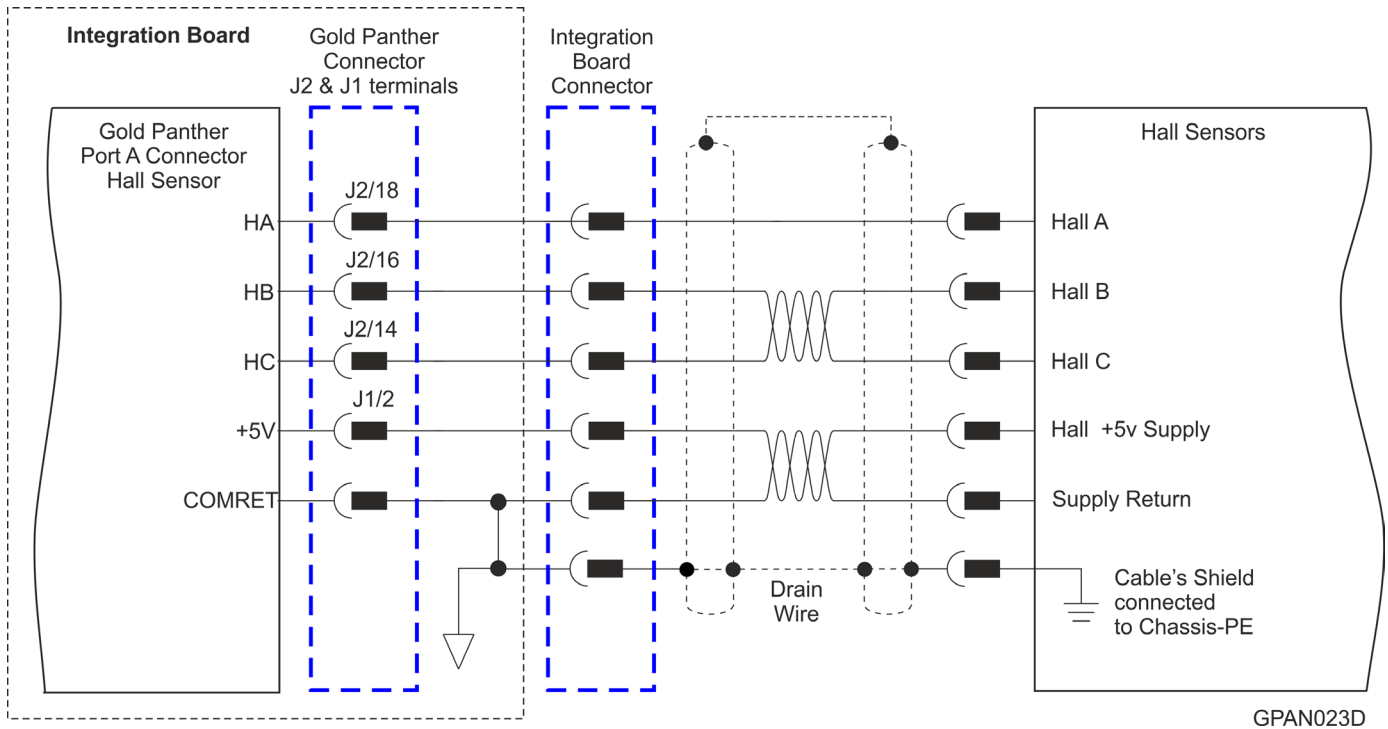 Integration Board
Gold Panther
Connector
J2 & J1 terminals
Integration
Board
Connector
Gold Panther
Port A Connector
Hall Sensor
Hall Sensors
J2/18
HA
Hall A
J2/16
HB
Hall B
J2/14
HC
Hall C
J1/2
+5V
Hall +5v Supply
COMRET
Supply Return
Drain
Wire
Cable's Shield
connected
to Chassis-PE
GPAN023D